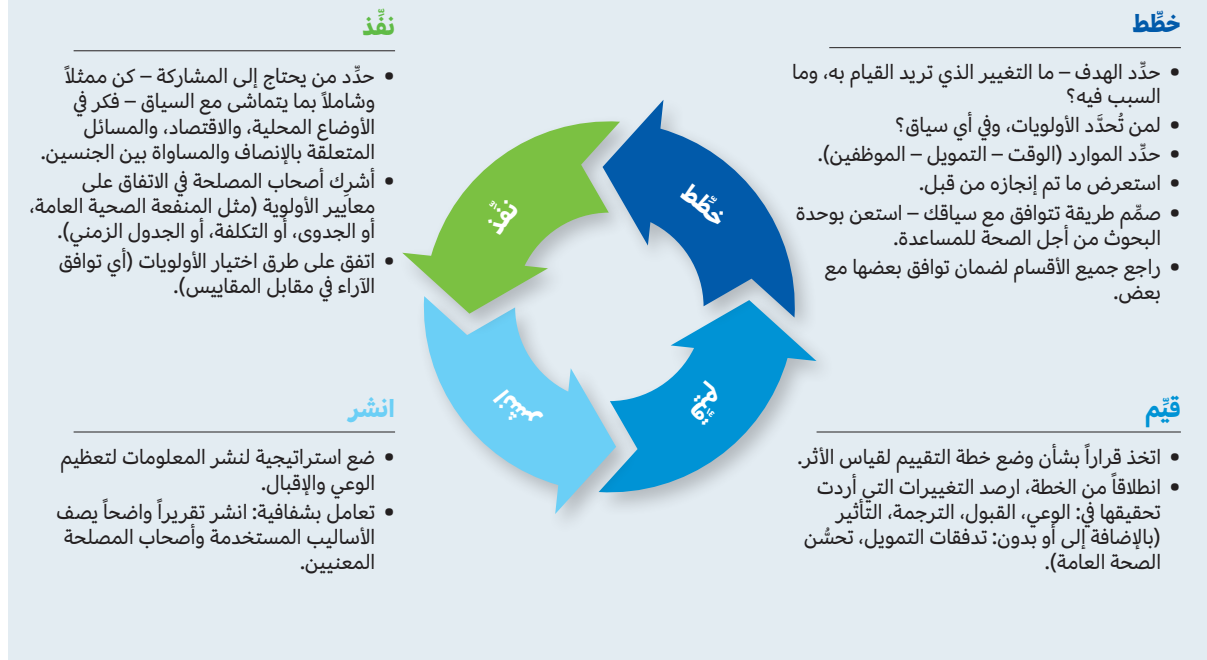 خطِّط
• حدِّد الهدف – ما التغيير الذي تريد القيام به، وما
السبب فيه؟
• لمن تُحدَّد الأولويات، وفي أي سياق؟
• حدِّد الموارد (الوقت – التمويل – الموظفين).
• استعرض ما تم إنجازه من قبل.
• صمِّم طريقة تتوافق مع سياقك – استعن بوحدة
البحوث من أجل الصحة للمساعدة.
• راجع جميع الأقسام لضمان توافق بعضها مع
بعض.
نفِّذ
• حدِّد من يحتاج إلى المشاركة – كن ممثلاً
وشاملاً بما يتماشى مع السياق – فكر في
الأوضاع المحلية، والاقتصاد، والمسائل
المتعلقة بالإنصاف والمساواة بين الجنسين.
• أشرِك أصحاب المصلحة في الاتفاق على
معايير الأولوية (مثل المنفعة الصحية العامة،
أو الجدوى، أو التكلفة، أو الجدول الزمني).
• اتفق على طرق اختيار الأولويات (أي توافق
الآراء في مقابل المقاييس).
خطِّط
نفِّذ
قيِّم
انشر
قيِّم
• اتخذ قراراً بشأن وضع خطة التقييم لقياس الأثر.
• انطلاقاً من الخطة، ارصد التغييرات التي أردت
تحقيقها في: الوعي، القبول، الترجمة، التأثير
(بالإضافة إلى أو بدون: تدفقات التمويل، تحسُّن
الصحة العامة).
انشر
• ضع استراتيجية لنشر المعلومات لتعظيم
الوعي والإقبال.
• تعامل بشفافية: انشر تقريراً واضحاً يصف
الأساليب المستخدمة وأصحاب المصلحة
المعنيين.